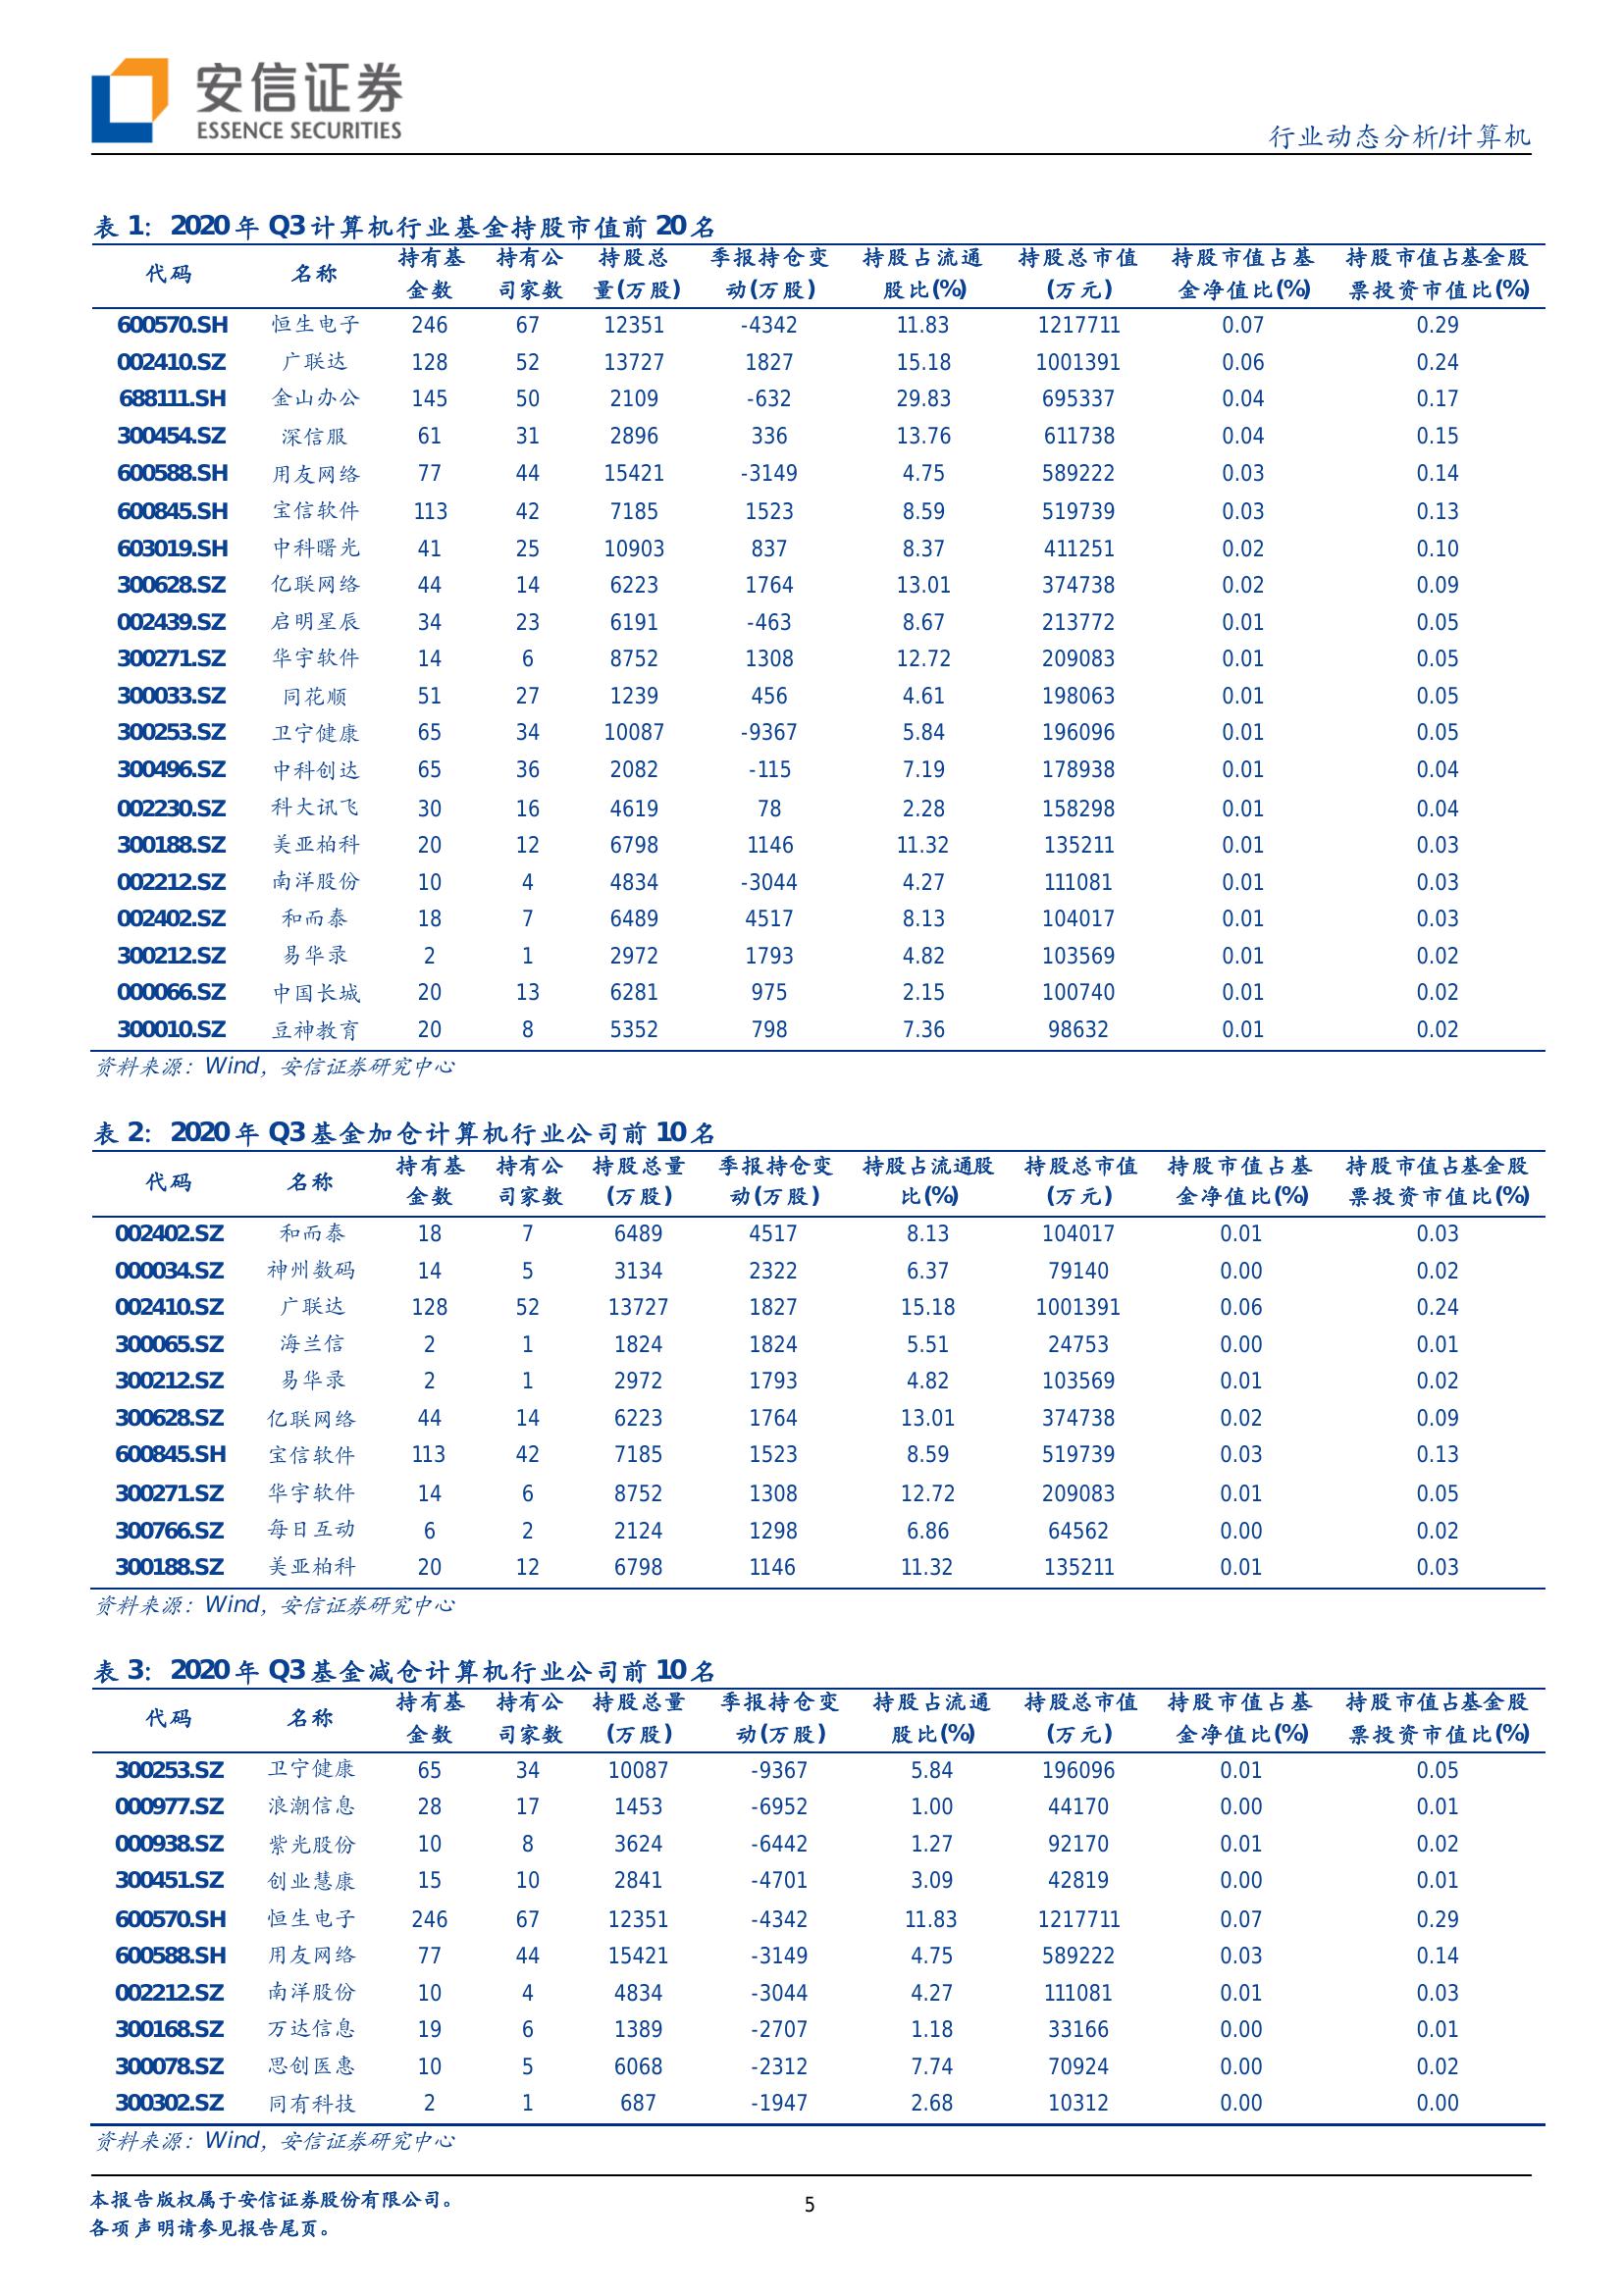 安信证券
ESSENCE SECURITIES
行业动态分析/计算机
表 1：2020 年 Q3 计算机行业基金持股市值前 20 名
代码 名称 持有基金数 持有公司家数 持股总量(万股) 季报持仓变动(万股) 持股占流通股比(%) 持股总市值(万元) 持股市值占基金净值比(%) 持股市值占基金股票投资市值比(%)
600570.SH 恒生电子 246 67 12351 -4342 11.83 1217711 0.07 0.29
002410.SZ 广联达 128 52 13727 1827 15.18 1001391 0.06 0.24
688111.SH 金山办公 145 50 2109 -632 29.83 695337 0.04 0.17
300454.SZ 深信服 61 31 2896 336 13.76 611738 0.04 0.15
600588.SH 用友网络 77 44 15421 -3149 4.75 589222 0.03 0.14
600845.SH 宝信软件 113 42 7185 1523 8.59 519739 0.03 0.13
603019.SH 中科曙光 41 25 10903 837 8.37 411251 0.02 0.10
300628.SZ 亿联网络 44 14 6223 1764 13.01 374738 0.02 0.09
002439.SZ 启明星辰 34 23 6191 -463 8.67 213772 0.01 0.05
300271.SZ 华宇软件 14 6 8752 1308 12.72 209083 0.01 0.05
300033.SZ 同花顺 51 27 1239 456 4.61 198063 0.01 0.05
300253.SZ 卫宁健康 65 34 10087 -9367 5.84 196096 0.01 0.05
300496.SZ 中科创达 65 36 2082 -115 7.19 178938 0.01 0.04
002230.SZ 科大讯飞 30 16 4619 78 2.28 158298 0.01 0.04
300188.SZ 美亚柏科 20 12 6798 1146 11.32 135211 0.01 0.03
002212.SZ 南洋股份 10 4 4834 -3044 4.27 111081 0.01 0.03
002402.SZ 和而泰 18 7 6489 4517 8.13 104017 0.01 0.03
300212.SZ 易华录 2 1 2972 1793 4.82 103569 0.01 0.02
000066.SZ 中国长城 20 13 6281 975 2.15 100740 0.01 0.02
300010.SZ 豆神教育 20 8 5352 798 7.36 98632 0.01 0.02
资料来源：Wind，安信证券研究中心
表 2：2020 年 Q3 基金加仓计算机行业公司前 10 名
代码 名称 持有基金数 持有公司家数 持股总量(万股) 季报持仓变动(万股) 持股占流通股比(%) 持股总市值(万元) 持股市值占基金净值比(%) 持股市值占基金股票投资市值比(%)
002402.SZ 和而泰 18 7 6489 4517 8.13 104017 0.01 0.03
000034.SZ 神州数码 14 5 3134 2322 6.37 79140 0.00 0.02
002410.SZ 广联达 128 52 13727 1827 15.18 1001391 0.06 0.24
300065.SZ 海兰信 2 1 1824 1824 5.51 24753 0.00 0.01
300212.SZ 易华录 2 1 2972 1793 4.82 103569 0.01 0.02
300628.SZ 亿联网络 44 14 6223 1764 13.01 374738 0.02 0.09
600845.SH 宝信软件 113 42 7185 1523 8.59 519739 0.03 0.13
300271.SZ 华宇软件 14 6 8752 1308 12.72 209083 0.01 0.05
300766.SZ 每日互动 6 2 2124 1298 6.86 64562 0.00 0.02
300188.SZ 美亚柏科 20 12 6798 1146 11.32 135211 0.01 0.03
资料来源：Wind，安信证券研究中心
表 3：2020 年 Q3 基金减仓计算机行业公司前 10 名
代码 名称 持有基金数 持有公司家数 持股总量(万股) 季报持仓变动(万股) 持股占流通股比(%) 持股总市值(万元) 持股市值占基金净值比(%) 持股市值占基金股票投资市值比(%)
300253.SZ 卫宁健康 65 34 10087 -9367 5.84 196096 0.01 0.05
000977.SZ 浪潮信息 28 17 1453 -6952 1.00 44170 0.00 0.01
000938.SZ 紫光股份 10 8 3624 -6442 1.27 92170 0.01 0.02
300451.SZ 创业慧康 15 10 2841 -4701 3.09 42819 0.00 0.01
600570.SH 恒生电子 246 67 12351 -4342 11.83 1217711 0.07 0.29
600588.SH 用友网络 77 44 15421 -3149 4.75 589222 0.03 0.14
002212.SZ 南洋股份 10 4 4834 -3044 4.27 111081 0.01 0.03
300168.SZ 万达信息 19 6 1389 -2707 1.18 33166 0.00 0.01
300078.SZ 思创医惠 10 5 6068 -2312 7.74 70924 0.00 0.02
300302.SZ 同有科技 2 1 687 -1947 2.68 10312 0.00 0.00
资料来源：Wind，安信证券研究中心
本报告版权属于安信证券股份有限公司。
各项声明请参见报告尾页。
5